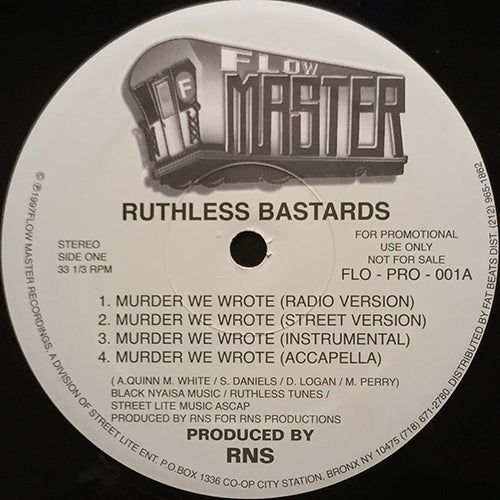 FLOW
MASTER
F
RUTHLESS BASTARDS
STEREO
SIDE ONE
33 1/3 RPM
FOR PROMOTIONAL
USE ONLY
NOT FOR SALE
FLO - PRO - 001A
1. MURDER WE WROTE (RADIO VERSION)
2. MURDER WE WROTE (STREET VERSION)
3. MURDER WE WROTE (INSTRUMENTAL)
4. MURDER WE WROTE (ACCAPELLA)
( A.QUINN M. WHITE / S. DANIELS / D. LOGAN / M. PERRY)
BLACK NYAISA MUSIC / RUTHLESS TUNES /
STREET LITE MUSIC ASCAP
PRODUCED BY RNS FOR RNS PRODUCTIONS
PRODUCED BY
RNS
© ℗1997FLOW MASTER RECORDINGS, A DIVISION OF STREET LITE ENT. P.O.BOX 1336 CO-OP CITY STATION, BRONX NY 10475 (718) 671-2780. DISTRIBUTED BY FAT BEATS DIST. (212) 965-1862.